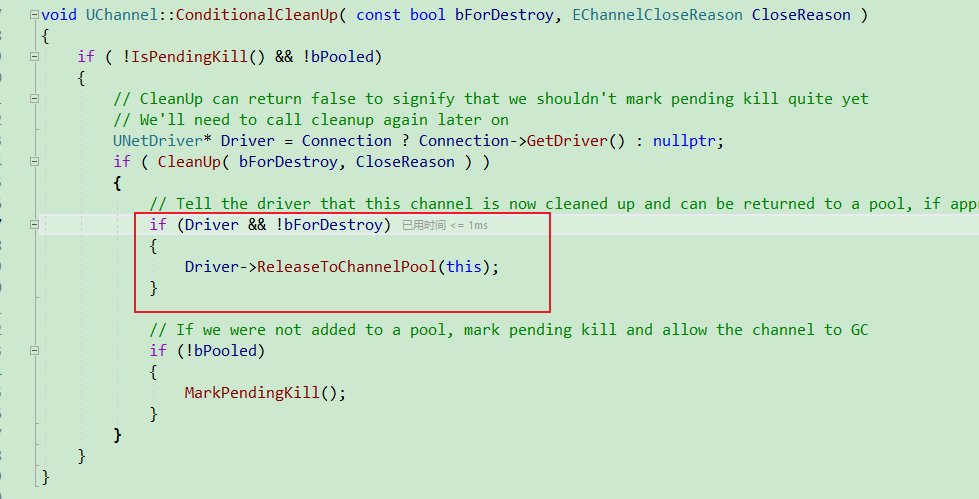 void UChannel::ConditionalCleanUp( const bool bForDestroy, EChannelCloseReason CloseReason )
{
if ( !IsPendingKill() && !bPooled)
{
// CleanUp can return false to signify that we shouldn't mark pending kill quite yet
// We'll need to call cleanup again later on
UNetDriver* Driver = Connection ? Connection->GetDriver() : nullptr;
if ( CleanUp( bForDestroy, CloseReason ) )
{
// Tell the driver that this channel is now cleaned up and can be returned to a pool, if
if (Driver && !bForDestroy) 已用时间 <= 1ms
{
Driver->ReleaseToChannelPool(this);
}
// If we were not added to a pool, mark pending kill and allow the channel to GC
if (!bPooled)
{
MarkPendingKill();
}
}
}
}